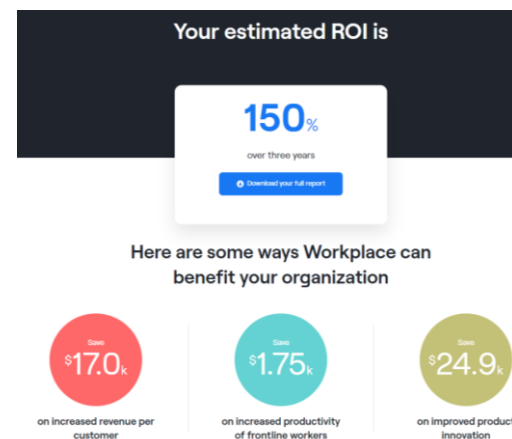 Your estimated ROI is
150%
over three years
Download your full report
Here are some ways Workplace can
benefit your organization
Save
$17.0k
on increased revenue per
customer
Save
$1.75k
on increased productivity
of frontline workers
Save
$24.9k
on improved product
innovation